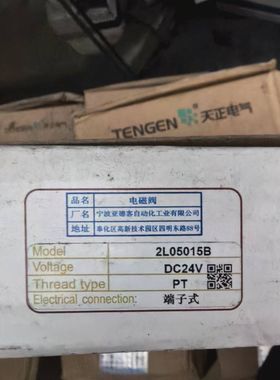 TENGEN 天正电气
品名 电磁阀
厂名 宁波亚德客自动化工业有限公司
地址 奉化区高新技术园区四明东路88号
Model 2L05015B
Voltage DC24V
Thread type PT
Electrical connection: 端子式